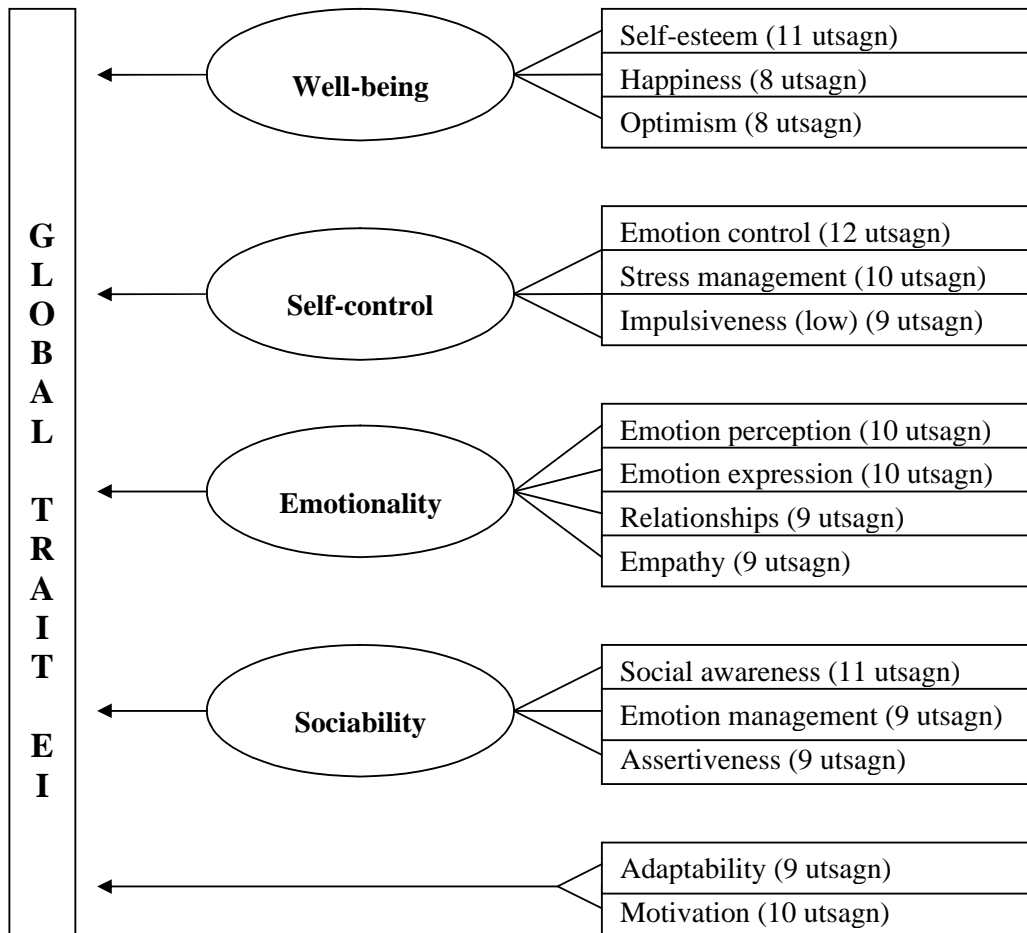 GLOBAL TRAIT EI
Well-being
Self-esteem (11 utsagn)
Happiness (8 utsagn)
Optimism (8 utsagn)
Self-control
Emotion control (12 utsagn)
Stress management (10 utsagn)
Impulsiveness (low) (9 utsagn)
Emotionality
Emotion perception (10 utsagn)
Emotion expression (10 utsagn)
Relationships (9 utsagn)
Empathy (9 utsagn)
Sociability
Social awareness (11 utsagn)
Emotion management (9 utsagn)
Assertiveness (9 utsagn)
Adaptability (9 utsagn)
Motivation (10 utsagn)